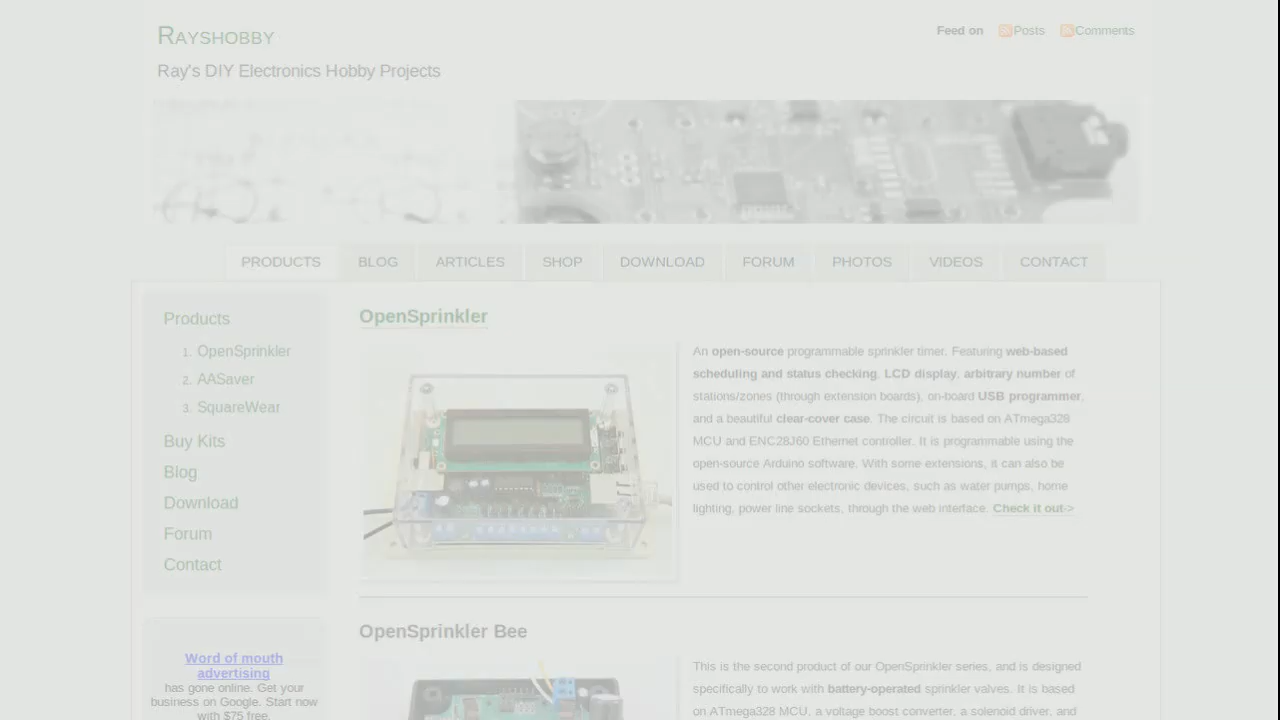 RAYSHOBBY
Feed on Posts Comments
Ray's DIY Electronics Hobby Projects
PRODUCTS BLOG ARTICLES SHOP DOWNLOAD FORUM PHOTOS VIDEOS CONTACT
Products
1. OpenSprinkler
2. AASaver
3. SquareWear
Buy Kits
Blog
Download
Forum
Contact
Word of mouth
advertising
has gone online. Get your
business on Google. Start now
with $75 free.
OpenSprinkler
An open-source programmable sprinkler timer. Featuring web-based
scheduling and status checking, LCD display, arbitrary number of
stations/zones (through extension boards), on-board USB programmer,
and a beautiful clear-cover case. The circuit is based on ATmega328
MCU and ENC28J60 Ethernet controller. It is programmable using the
open-source Arduino software. With some extensions, it can also be
used to control other electronic devices, such as water pumps, home
lighting, power line sockets, through the web interface. Check it out->
OpenSprinkler Bee
This is the second product of our OpenSprinkler series, and is designed
specifically to work with battery-operated sprinkler valves. It is based
on ATmega328 MCU, a voltage boost converter, a solenoid driver, and